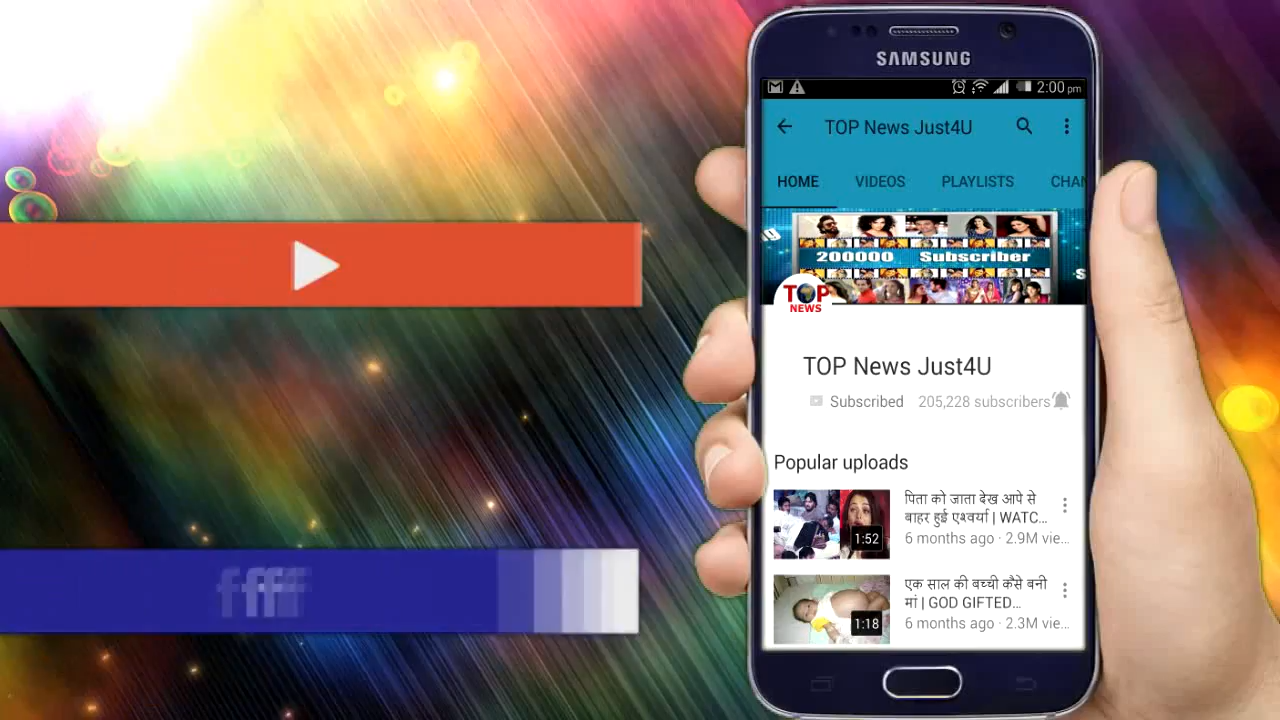 SAMSUNG
2:00 pm
TOP News Just4U
HOME VIDEOS PLAYLISTS CHAN
200000 Subscriber
TOP
NEWS
TOP News Just4U
Subscribed 205,228 subscribers
Popular uploads
पिता को जाता देख आपे से
बाहर हुई एश्वर्या | WATC...
6 months ago · 2.9M vie...
1:52
एक साल की बच्ची कैसे बनी
मां | GOD GIFTED...
6 months ago · 2.3M vie...
1:18